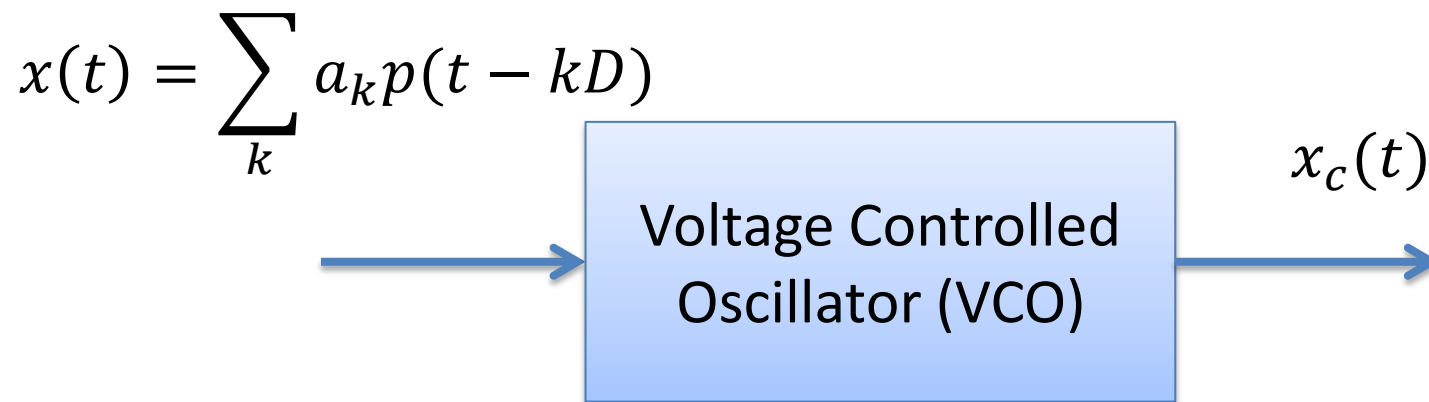 x(t) = ∑ₖ aₖp(t − kD)
x_c(t)
Voltage Controlled
Oscillator (VCO)